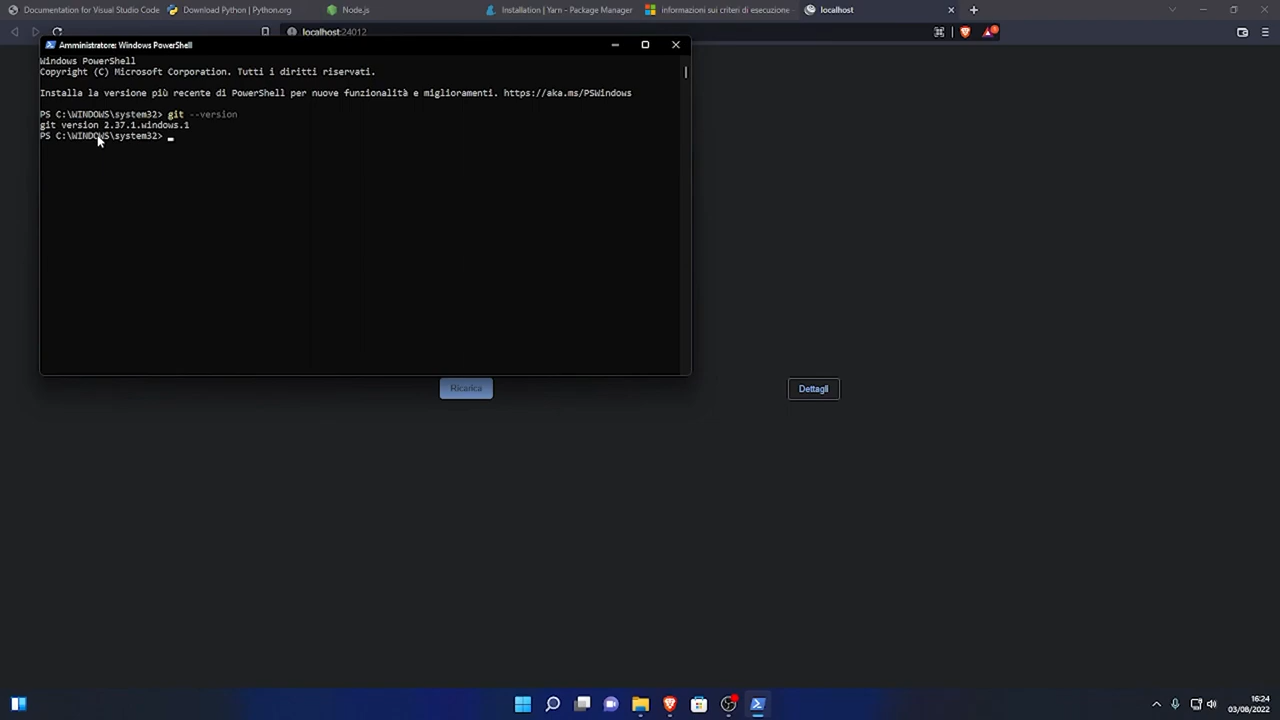 Documentation for Visual Studio Code
Download Python | Python.org
Node.js
Installation | Yarn - Package Manager
informazioni sui criteri di esecuzione
localhost
localhost:24012
Amministratore: Windows PowerShell
Windows PowerShell
Copyright (C) Microsoft Corporation. Tutti i diritti riservati.
Installa la versione più recente di PowerShell per nuove funzionalità e miglioramenti. https://aka.ms/PSWindows
PS C:\WINDOWS\system32> git --version
git version 2.37.1.windows.1
PS C:\WINDOWS\system32>
Ricarica
Dettagli
16:24
03/08/2022